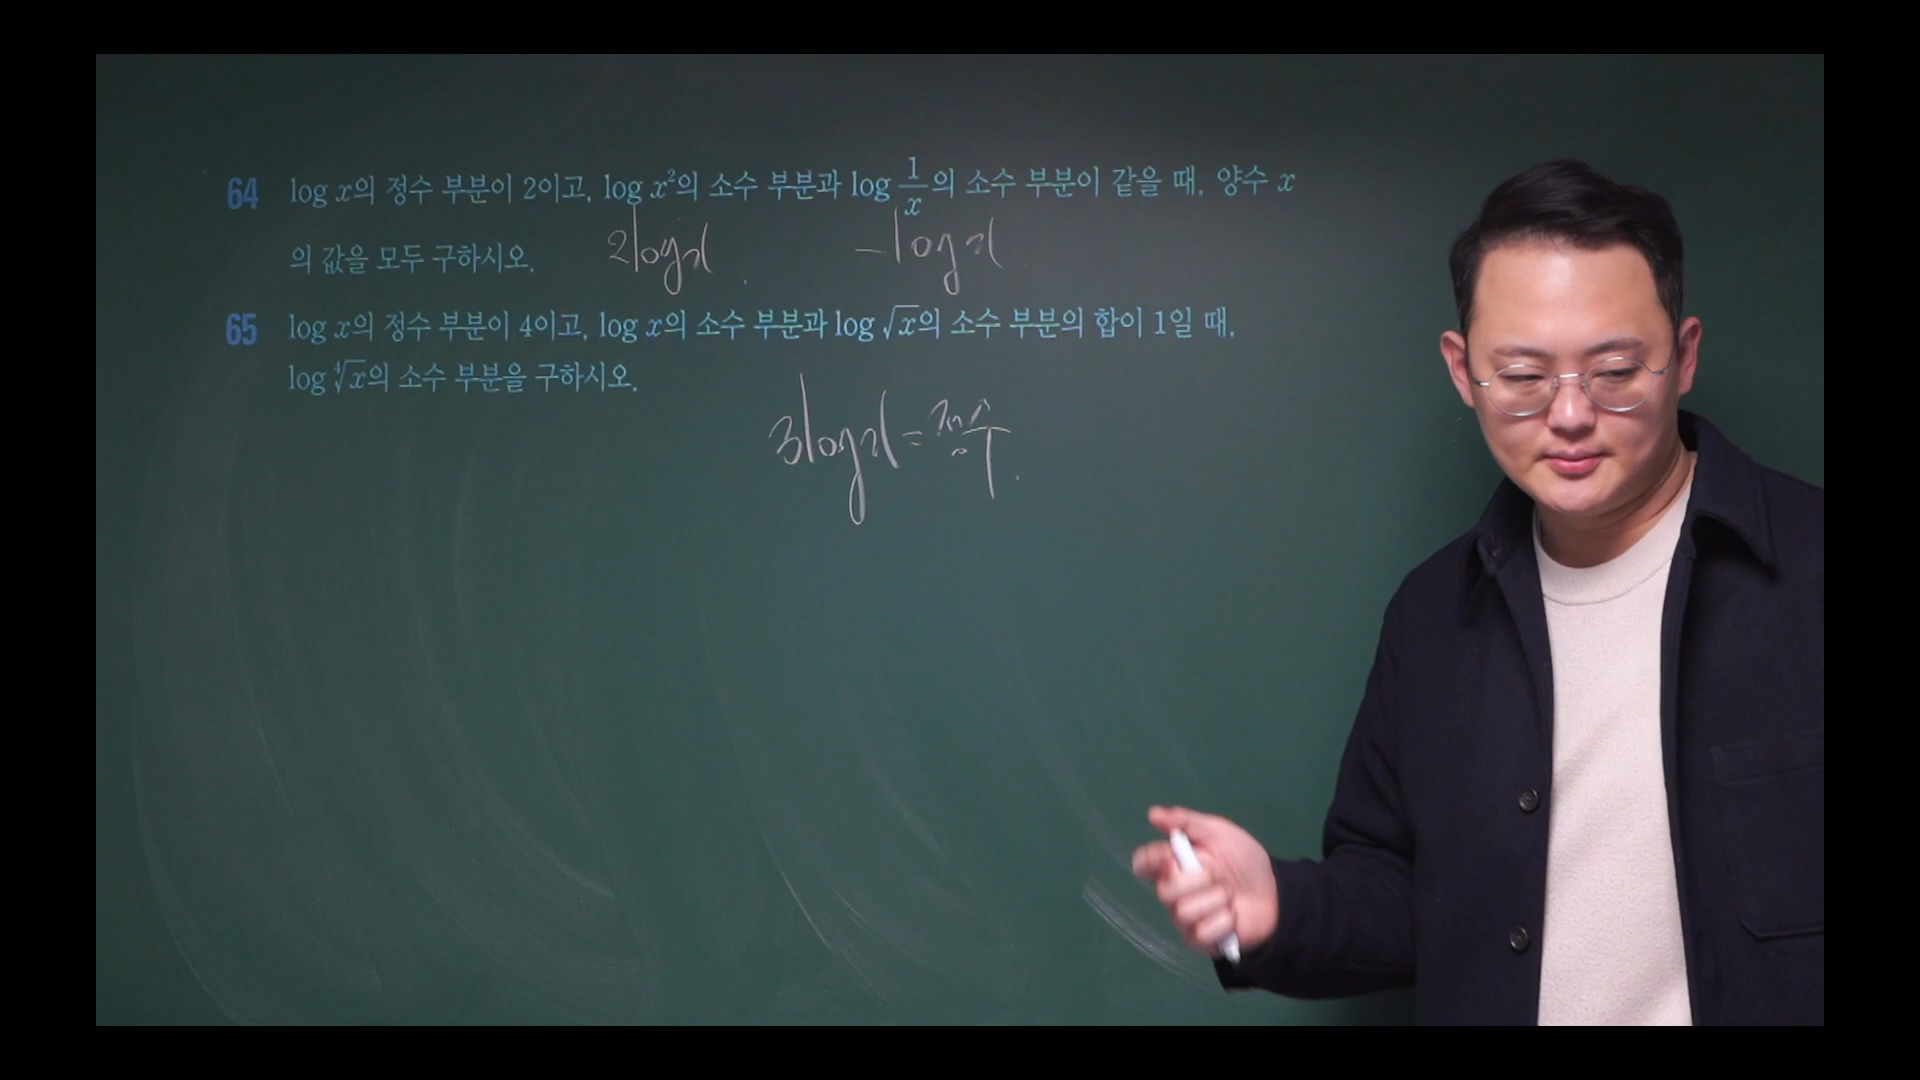 64 log x의 정수 부분이 2이고, log x²의 소수 부분과 log 1/x의 소수 부분이 같을 때, 양수 x
의 값을 모두 구하시오.
2logx -logx
65 log x의 정수 부분이 4이고, log x의 소수 부분과 log √x의 소수 부분의 합이 1일 때,
log ∜x의 소수 부분을 구하시오.
3logx=정수.